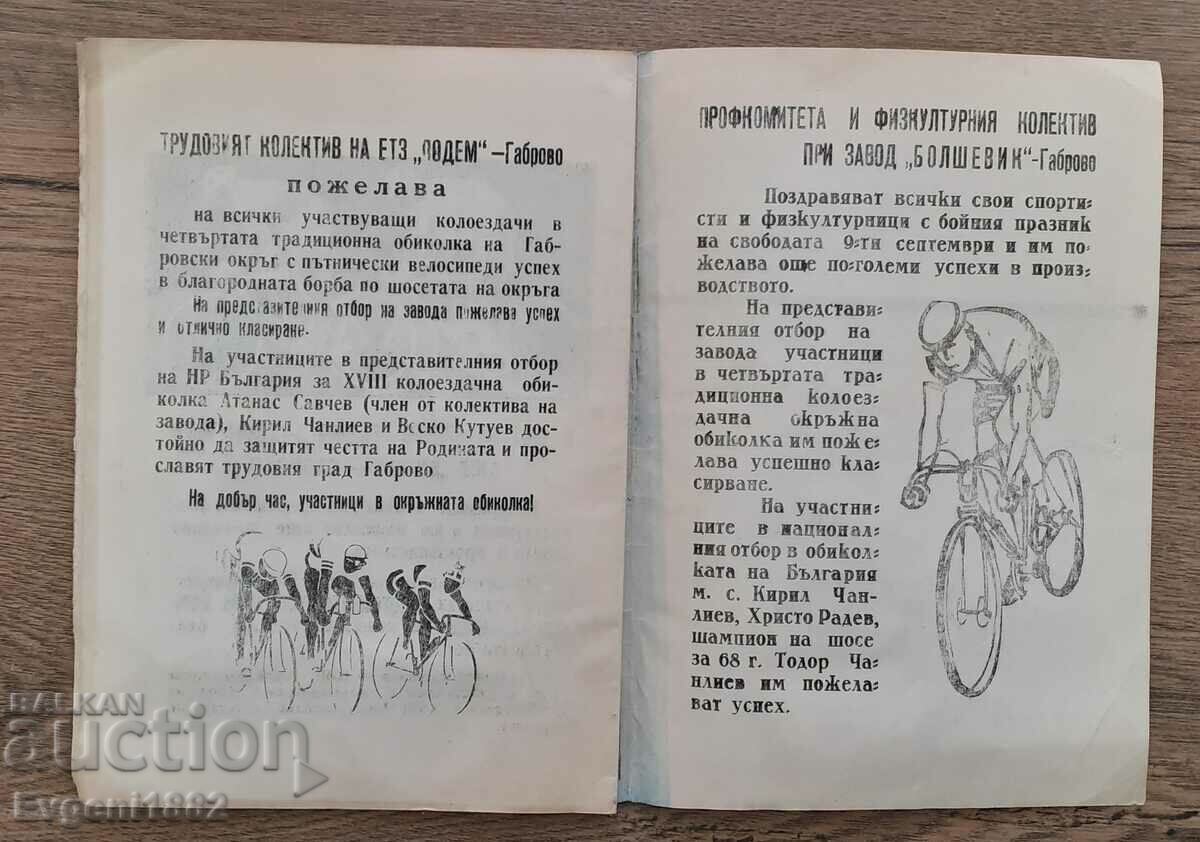 ТРУДОВИЯТ КОЛЕКТИВ НА ЕТЗ „ПОДЕМ“ –Габрово
пожелава
на всички участвуващи колоездачи в
четвъртата традиционна обиколка на Габ-
ровски окръг с пътнически велосипеди успех
в благородната борба по шосетата на окръга
На представителния отбор на завода пожелава успех
и отлично класиране.
На участниците в представителния отбор
на НР България за XVIII колоездачна оби-
колка Атанас Савчев (член от колектива на
завода), Кирил Чанлиев и Веско Кутуев дос-
тойно да защитят честта на Родината и про-
славят трудовия град Габрово
На добър час, участници в окръжната обиколка!
ПРОФКОМИТЕТА И ФИЗКУЛТУРНИЯ КОЛЕКТИВ
ПРИ ЗАВОД „БОЛШЕВИК“-Габрово
Поздравяват всички свои спорти-
сти и физкултурници с бойния празник
на свободата 9-ти септември и им по-
желава още по-големи успехи в произ-
водството.
На представи-
телния отбор на
завода участници
в четвъртата тра-
диционна колоез-
дачна окръжна
обиколка им поже-
лава успешно кла-
сирване.
На участни-
ците в национал-
ния отбор в обикол-
ката на България
м. с. Кирил Чан-
лиев, Христо Радев,
шампион на шосе
за 68 г. Тодор Ча-
нлиев им пожела-
ват успех.
BALKAN
auction
Evgeni1882